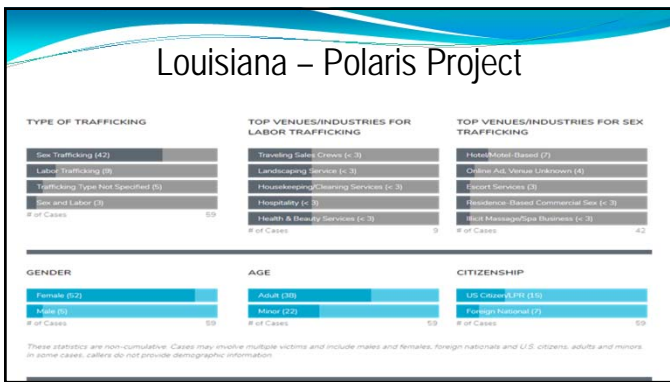 Louisiana – Polaris Project
TYPE OF TRAFFICKING
Sex Trafficking (42)
Labor Trafficking (9)
Trafficking Type Not Specified (5)
Sex and Labor (3)
# of Cases 59
TOP VENUES/INDUSTRIES FOR
LABOR TRAFFICKING
Traveling Sales Crews (< 3)
Landscaping Service (< 3)
Housekeeping/Cleaning Services (< 3)
Hospitality (< 3)
Health & Beauty Services (< 3)
# of Cases 9
TOP VENUES/INDUSTRIES FOR SEX
TRAFFICKING
Hotel/Motel-Based (7)
Online Ad, Venue Unknown (4)
Escort Services (3)
Residence-Based Commercial Sex (< 3)
Illicit Massage/Spa Business (< 3)
# of Cases 42
GENDER
Female (52)
Male (5)
# of Cases 59
AGE
Adult (38)
Minor (22)
# of Cases 59
CITIZENSHIP
US Citizen/LPR (15)
Foreign National (7)
# of Cases 59
These statistics are non-cumulative. Cases may involve multiple victims and include males and females, foreign nationals and U.S. citizens, adults and minors.
In some cases, callers do not provide demographic information.